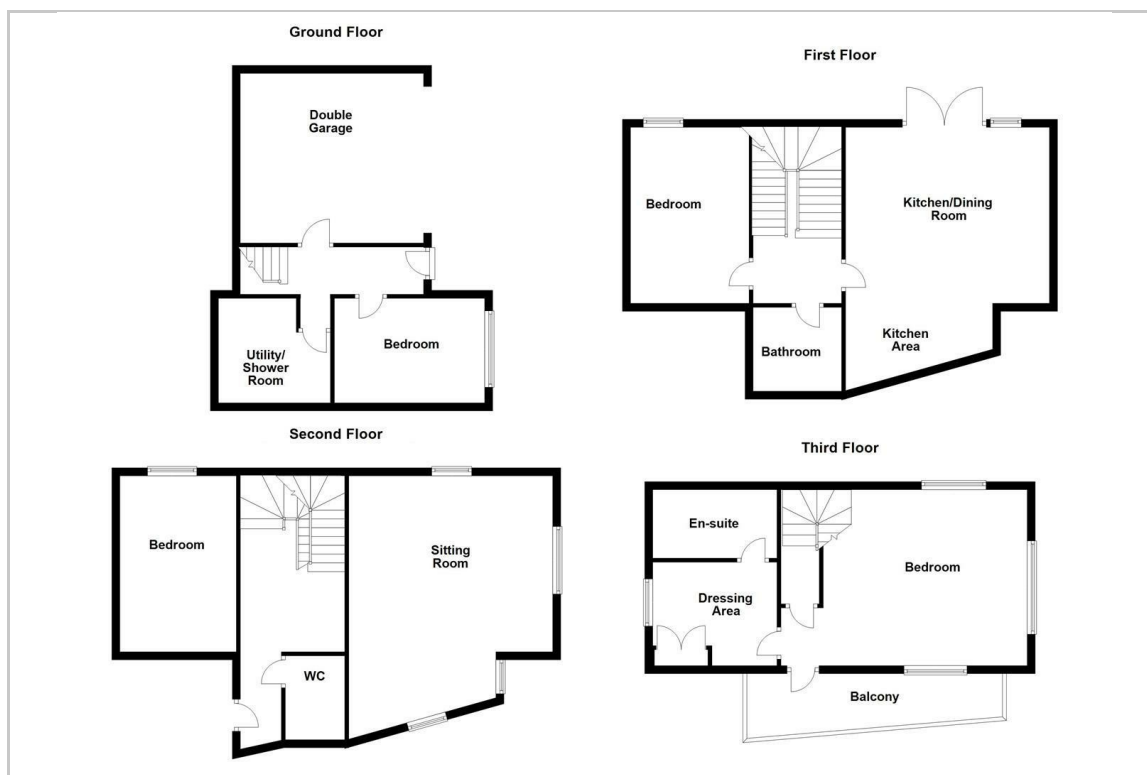 Ground Floor
Double
Garage
Utility/
Shower
Room
Bedroom
First Floor
Bedroom
Kitchen/Dining
Room
Kitchen
Area
Bathroom
Second Floor
Bedroom
Sitting
Room
WC
Third Floor
En-suite
Dressing
Area
Bedroom
Balcony